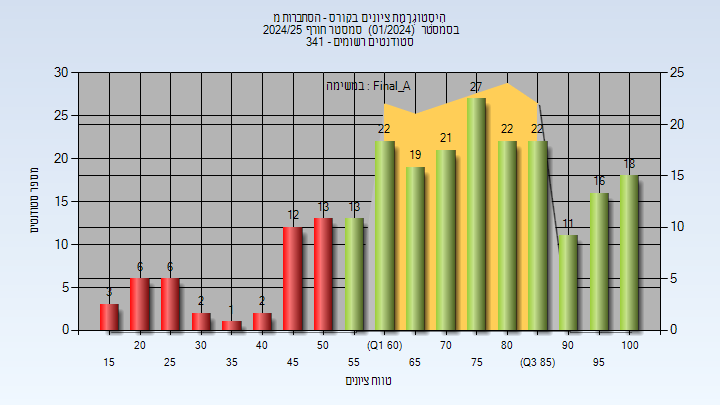 היסטוגרמת ציונים בקורס - הסתברות מ
בסמסטר (01/2024) סמסטר חורף 2024/25
סטודנטים רשומים - 341
במשימה : Final_A
30 25 20 15 10 5 0
25 20 15 10 5 0
מספר סטודנטים
3 6 6 2 1 2 12 13 13 22 19 21 27 22 22 11 16 18
20 30 40 50 (Q1 60) 70 80 90 100
15 25 35 45 55 65 75 (Q3 85) 95
טווח ציונים